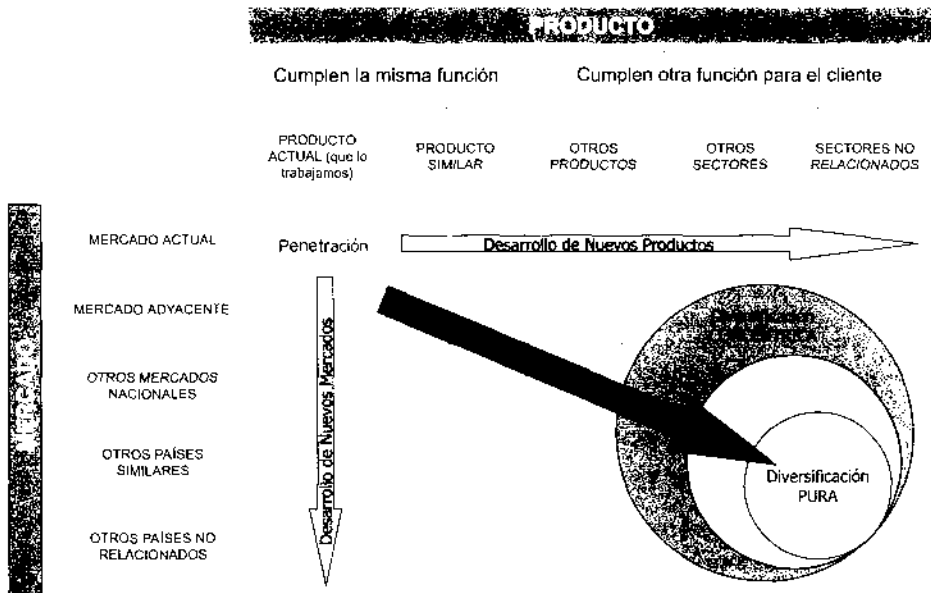 PRODUCTO
Cumplen la misma función
Cumplen otra función para el cliente
PRODUCTO
ACTUAL (que lo
trabajamos)
PRODUCTO
SIMILAR
OTROS
PRODUCTOS
OTROS
SECTORES
SECTORES NO
RELACIONADOS
MERCADO
MERCADO ACTUAL
Penetración
Desarrollo de Nuevos Productos
MERCADO ADYACENTE
OTROS MERCADOS
NACIONALES
OTROS PAÍSES
SIMILARES
OTROS PAÍSES NO
RELACIONADOS
Desarrollo de Nuevos Mercados
Diversificación
Diversificación
PURA